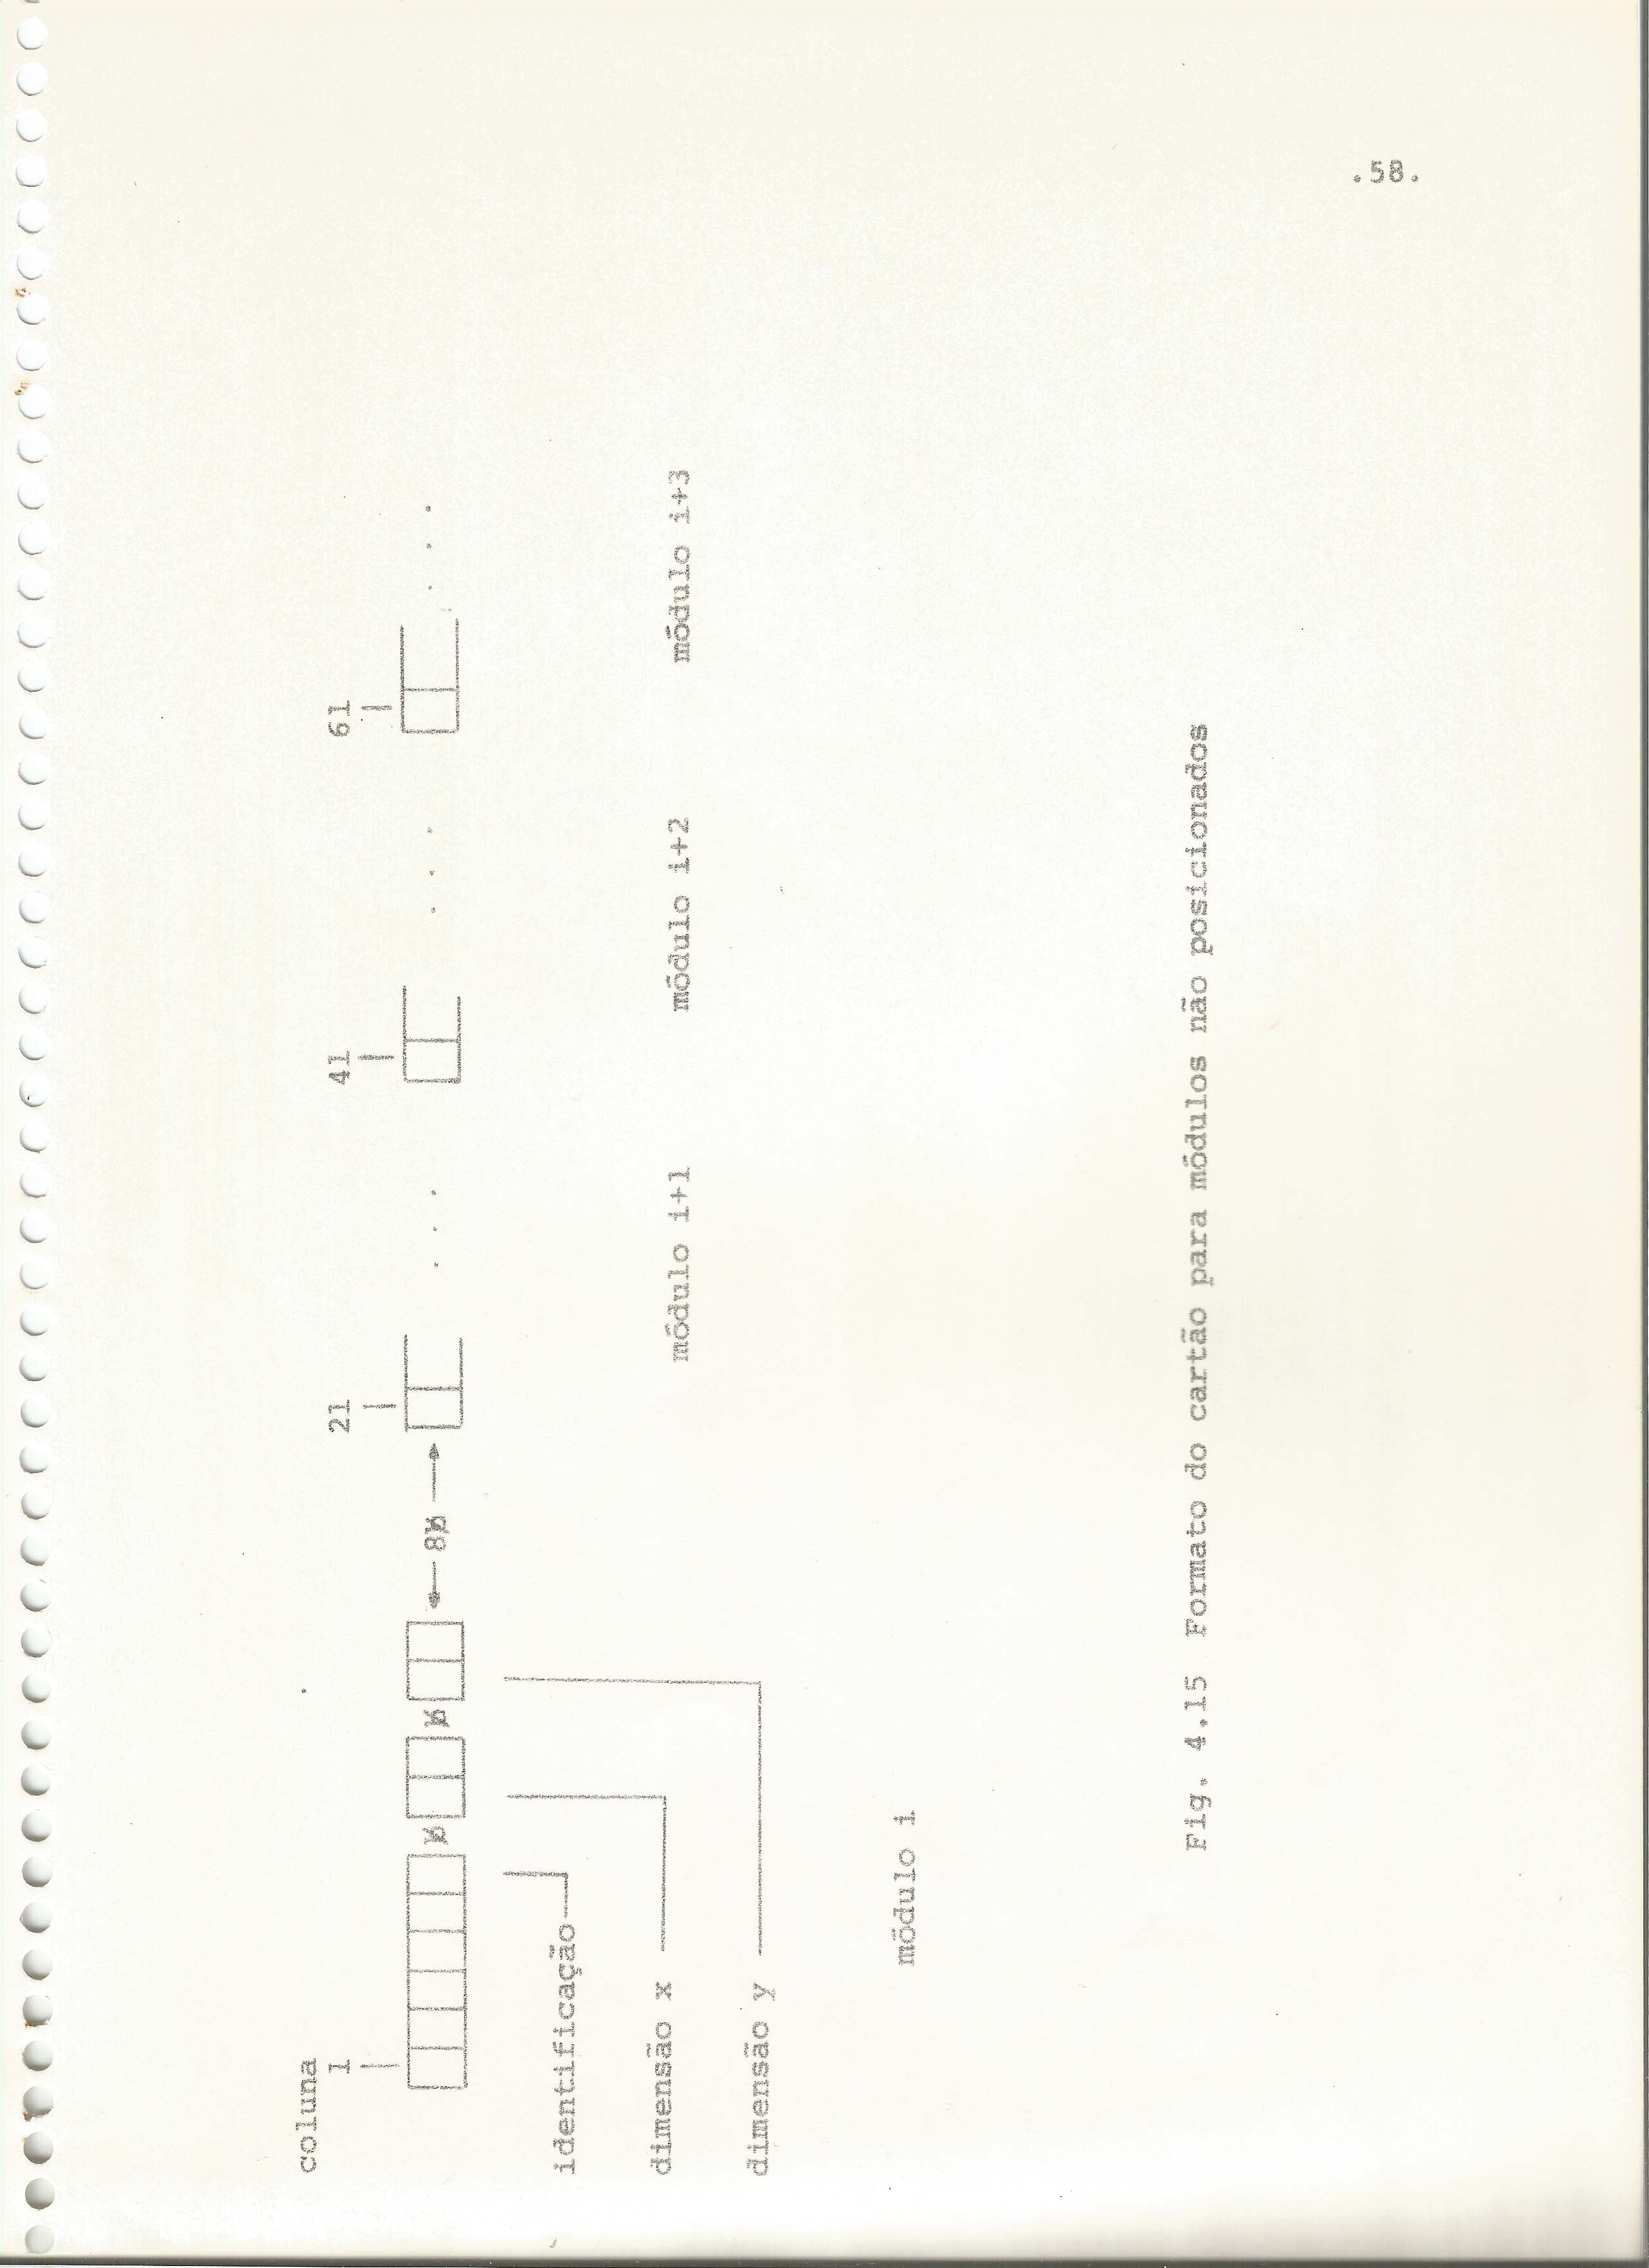 .58.
coluna
1 21 41 61
ƀ ƀ 8ƀ . . . . . . . . .
identificação
dimensão x módulo i+1 módulo i+2 módulo i+3
dimensão y
módulo i
Fig. 4.15 Formato do cartão para módulos não posicionados